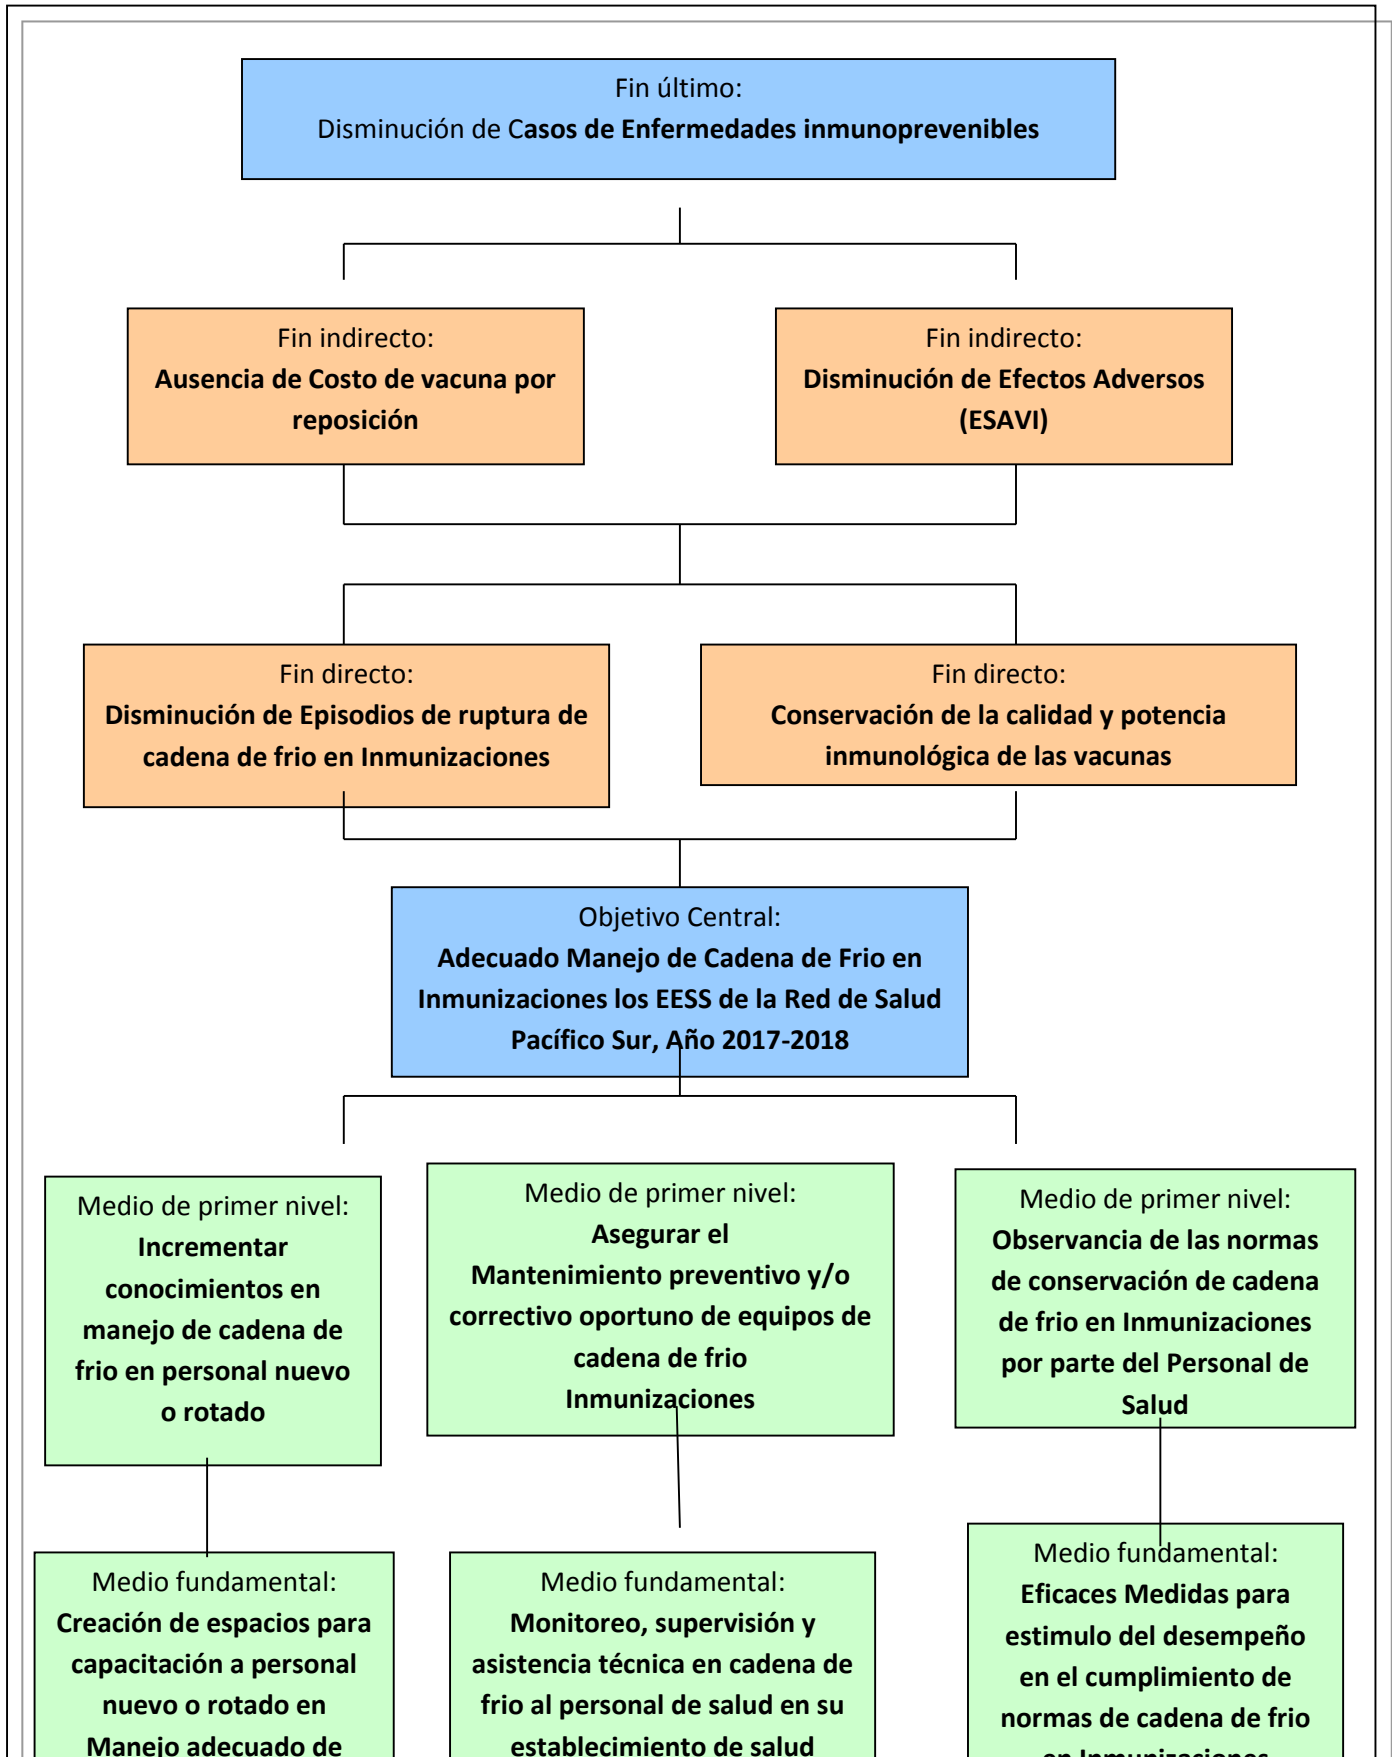 Fin último:
Disminución de Casos de Enfermedades inmunoprevenibles
Fin indirecto:
Ausencia de Costo de vacuna por
reposición
Fin indirecto:
Disminución de Efectos Adversos
(ESAVI)
Fin directo:
Disminución de Episodios de ruptura de
cadena de frio en Inmunizaciones
Fin directo:
Conservación de la calidad y potencia
inmunológica de las vacunas
Objetivo Central:
Adecuado Manejo de Cadena de Frio en
Inmunizaciones los EESS de la Red de Salud
Pacífico Sur, Año 2017-2018
Medio de primer nivel:
Incrementar
conocimientos en
manejo de cadena de
frio en personal nuevo
o rotado
Medio de primer nivel:
Asegurar el
Mantenimiento preventivo y/o
correctivo oportuno de equipos de
cadena de frio
Inmunizaciones
Medio de primer nivel:
Observancia de las normas
de conservación de cadena
de frio en Inmunizaciones
por parte del Personal de
Salud
Medio fundamental:
Creación de espacios para
capacitación a personal
nuevo o rotado en
Manejo adecuado de
Medio fundamental:
Monitoreo, supervisión y
asistencia técnica en cadena de
frio al personal de salud en su
establecimiento de salud
Medio fundamental:
Eficaces Medidas para
estimulo del desempeño
en el cumplimiento de
normas de cadena de frio
en Inmunizaciones